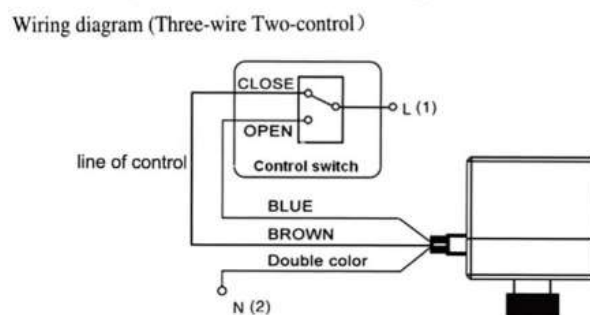 Wiring diagram (Three-wire Two-control)
CLOSE
L (1)
OPEN
line of control
Control switch
BLUE
BROWN
Double color
N (2)